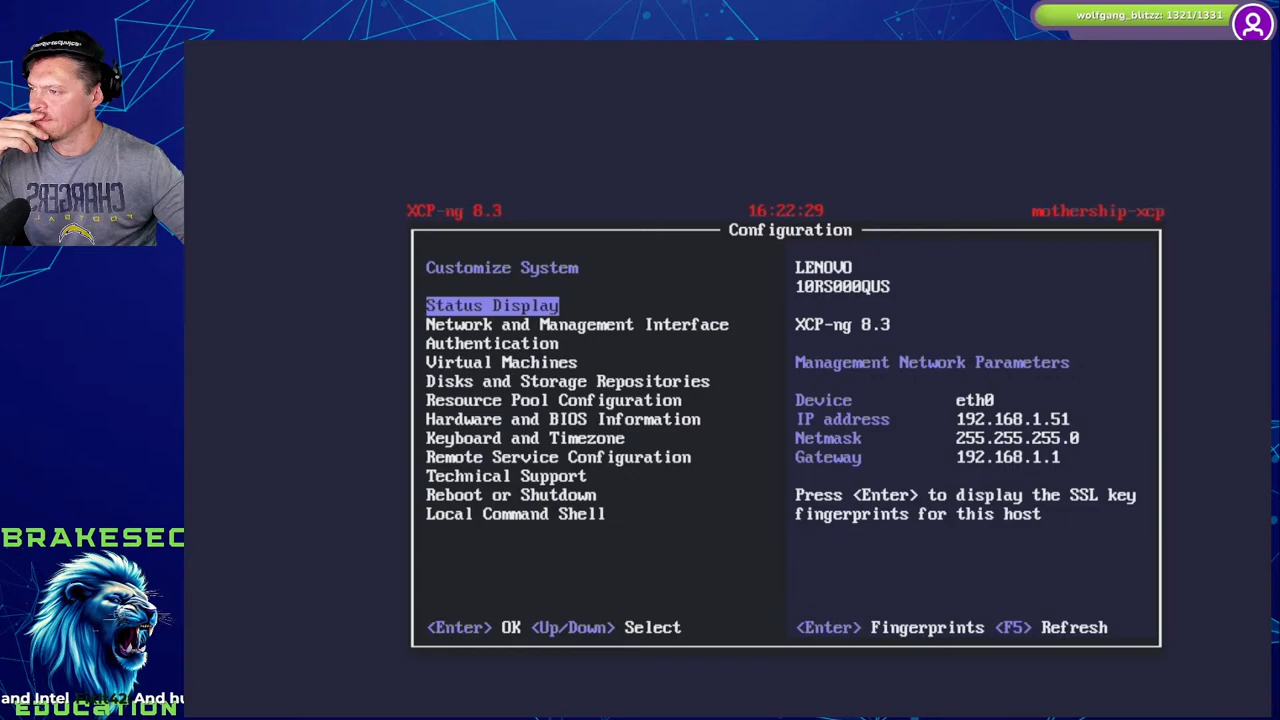 wolfgang_blitzz: 1321/1331
CHARGERS
FOOTBAL
XCP-ng 8.3 16:22:29 mothership-xcp
Configuration
Customize System
Status Display
Network and Management Interface
Authentication
Virtual Machines
Disks and Storage Repositories
Resource Pool Configuration
Hardware and BIOS Information
Keyboard and Timezone
Remote Service Configuration
Technical Support
Reboot or Shutdown
Local Command Shell
<Enter> OK <Up/Down> Select
LENOVO
10RS000QUS
XCP-ng 8.3
Management Network Parameters
Device eth0
IP address 192.168.1.51
Netmask 255.255.255.0
Gateway 192.168.1.1
Press <Enter> to display the SSL key
fingerprints for this host
<Enter> Fingerprints <F5> Refresh
BRAKESEC
and Intel And hu
EDUCATION